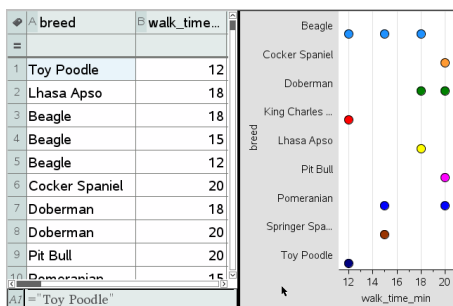 A breed B walk_time...
=
1 Toy Poodle 12
2 Lhasa Apso 18
3 Beagle 18
4 Beagle 15
5 Beagle 12
6 Cocker Spaniel 20
7 Doberman 18
8 Doberman 20
9 Pit Bull 20
10 Pomeranian 15
A1 ="Toy Poodle"
breed
Beagle
Cocker Spaniel
Doberman
King Charles ...
Lhasa Apso
Pit Bull
Pomeranian
Springer Spa...
Toy Poodle
12 14 16 18 20
walk_time_min